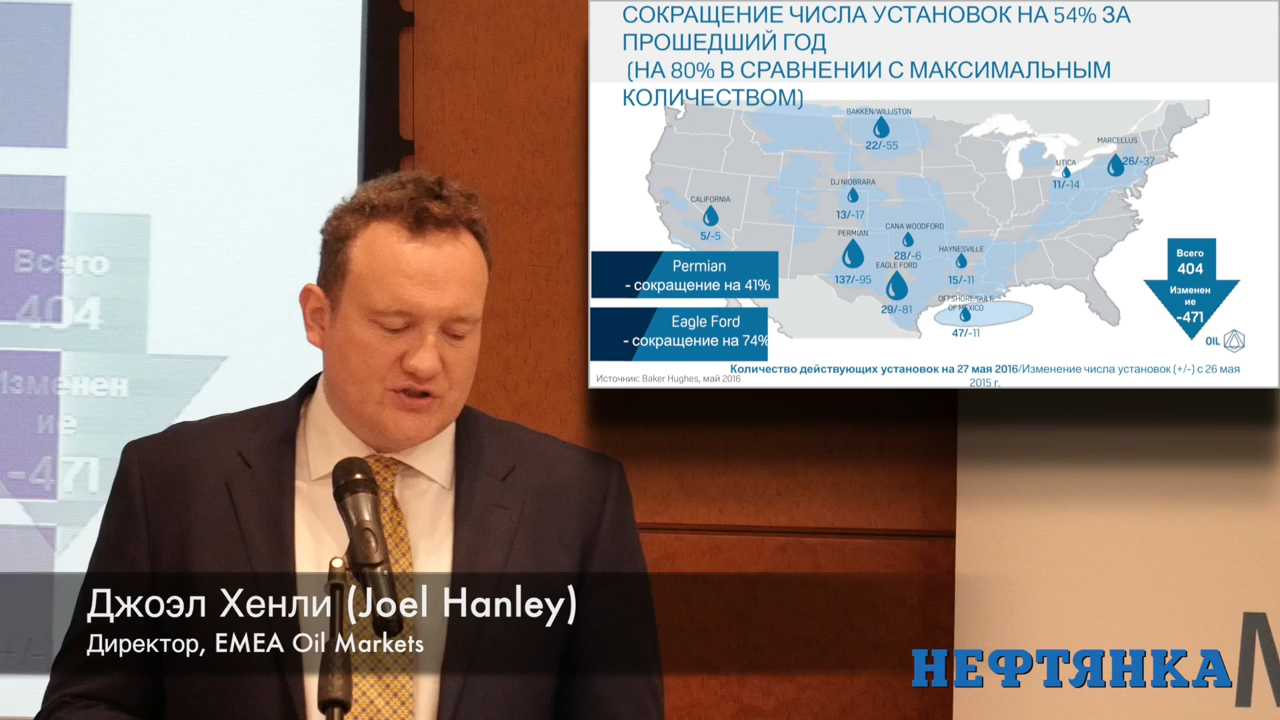 СОКРАЩЕНИЕ ЧИСЛА УСТАНОВОК НА 54% ЗА
ПРОШЕДШИЙ ГОД
(НА 80% В СРАВНЕНИИ С МАКСИМАЛЬНЫМ
КОЛИЧЕСТВОМ)
BAKKEN/WILLISTON
22/-55
MARCELLUS
26/-37
UTICA
11/-14
DJ NIOBRARA
13/-17
CALIFORNIA
5/-5
CANA WOODFORD
28/-6
PERMIAN
137/-95
HAYNESVILLE
15/-11
EAGLE FORD
29/-81
OFFSHORE/GULF
OF MEXICO
47/-11
Permian
- сокращение на 41%
Eagle Ford
- сокращение на 74%
Всего
404
Изменен
ие
-471
OIL
Количество действующих установок на 27 мая 2016/Изменение числа установок (+/-) с 26 мая
2015 г.
Источник: Baker Hughes, май 2016
Всего
404
Изменен
ие
-471
Джоэл Хенли (Joel Hanley)
Директор, EMEA Oil Markets
НЕФТЯНКА